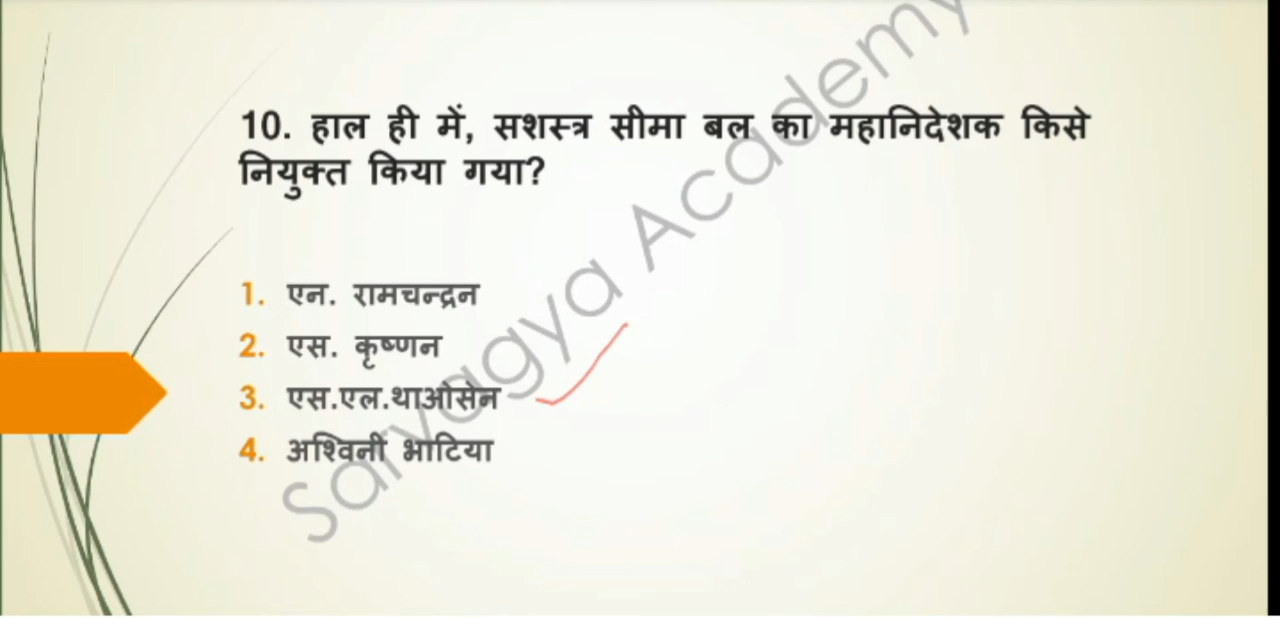 10. हाल ही में, सशस्त्र सीमा बल का महानिदेशक किसे
नियुक्त किया गया?
1. एन. रामचन्द्रन
2. एस. कृष्णन
3. एस.एल.थाओसेन
4. अश्विनी भाटिया
Sarvagya Academy